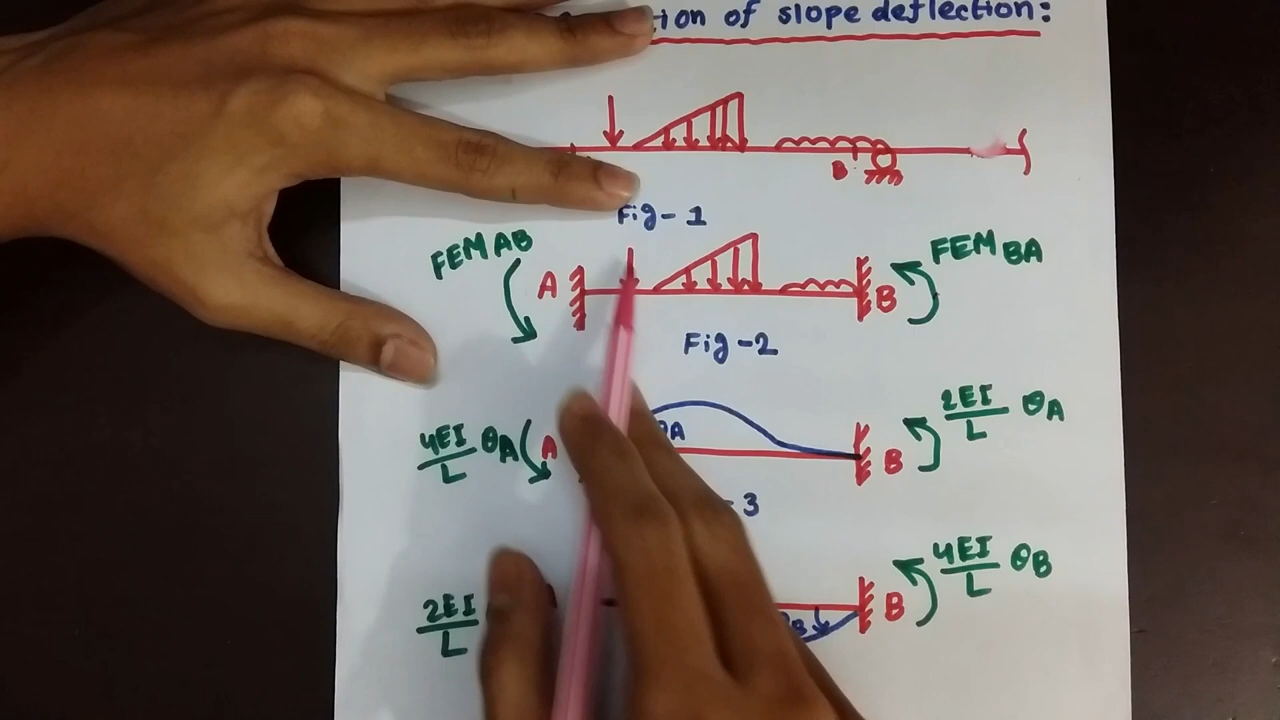 of slope deflection:
B
Fig-1
FEM AB
A
B
FEM BA
Fig-2
4EI/L θA
A
θA
B
2EI/L θA
3
2EI/L
B
B
4EI/L θB